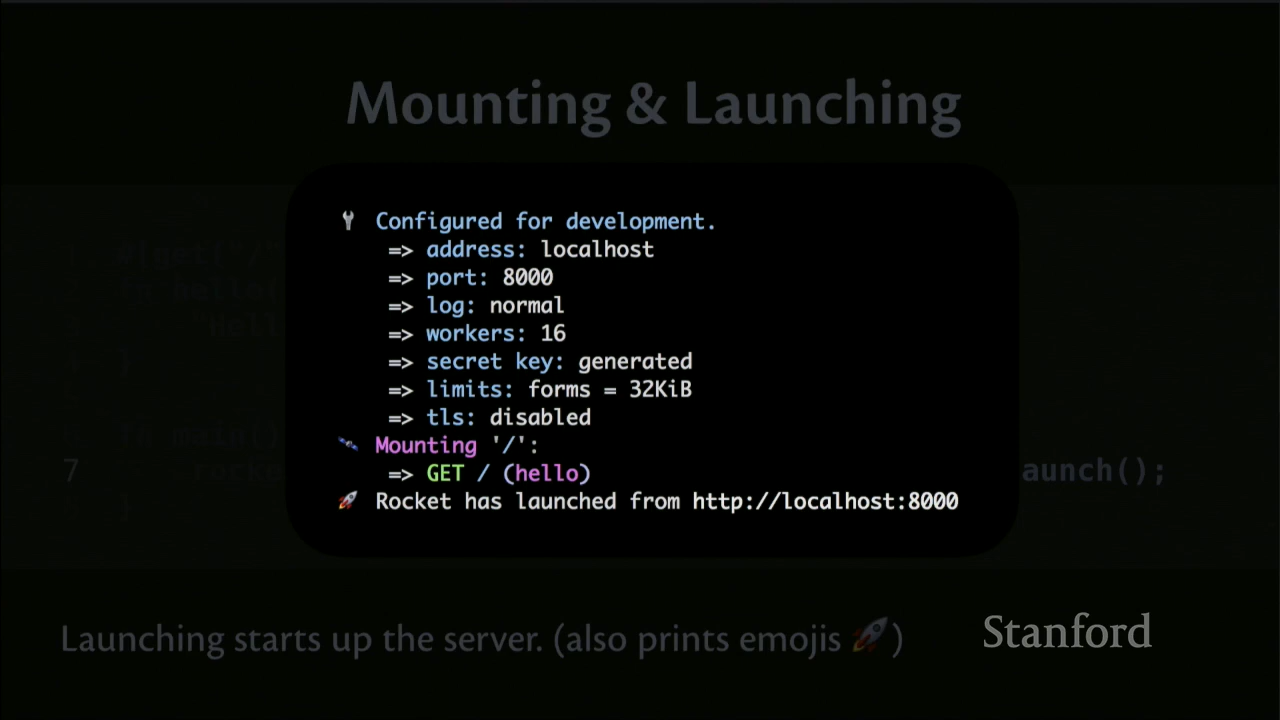 Mounting & Launching
Configured for development.
=> address: localhost
=> port: 8000
=> log: normal
=> workers: 16
=> secret key: generated
=> limits: forms = 32KiB
=> tls: disabled
Mounting '/':
=> GET / (hello)
🚀 Rocket has launched from http://localhost:8000
7
aunch();
Launching starts up the server. (also prints emojis 🚀)
Stanford